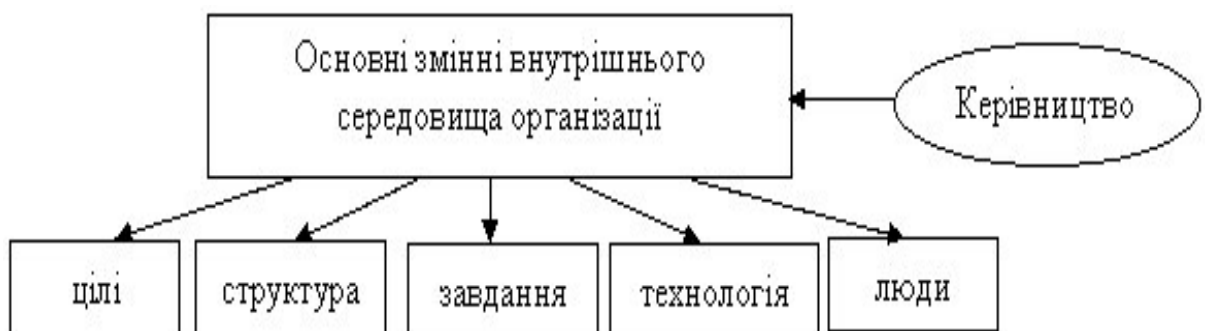 Основні змінні внутрішнього
середовища організації
Керівництво
цілі
структура
завдання
технологія
люди